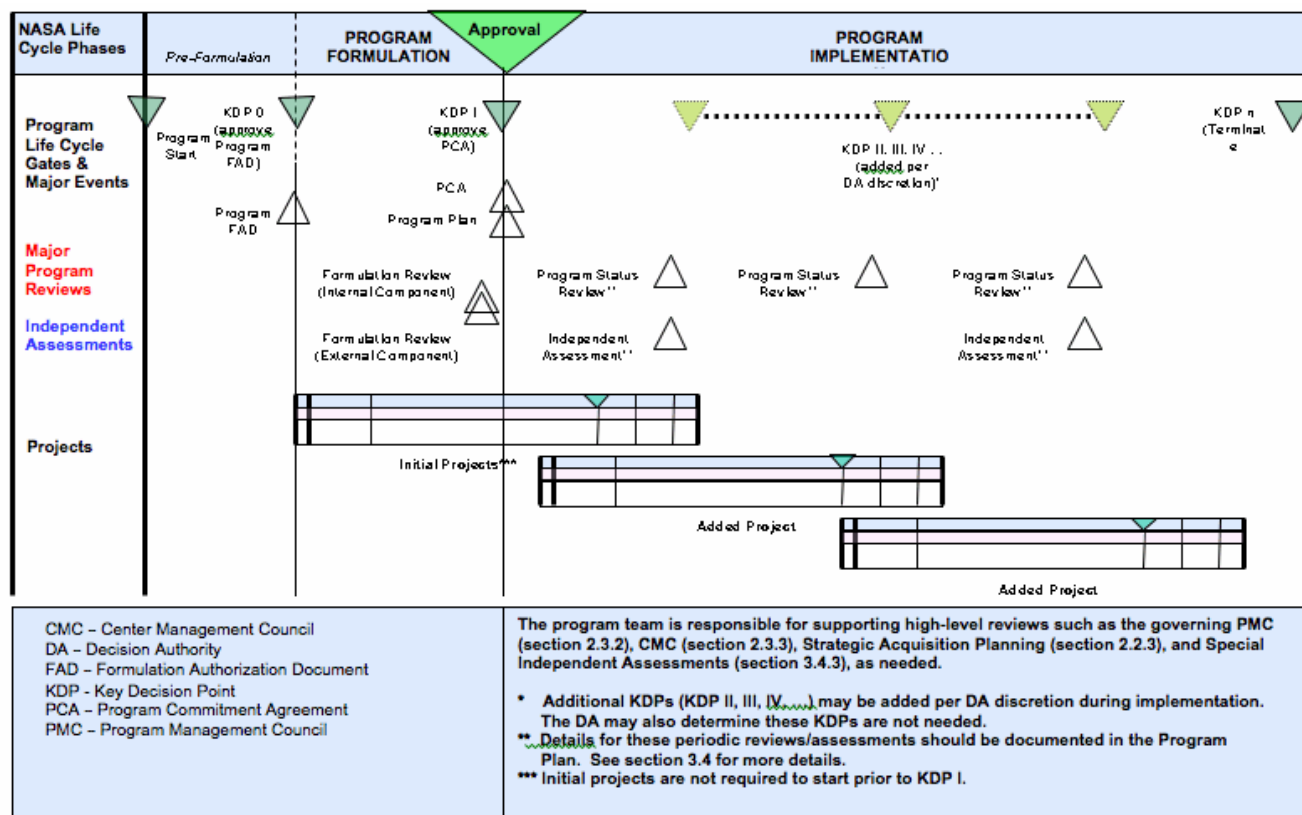 NASA Life
Cycle Phases
Pre-Formulation
PROGRAM
FORMULATION
Approval
PROGRAM
IMPLEMENTATIO
Program
Life Cycle
Gates &
Major Events
Program
Start
KDP 0
(approve
Program
FAD)
KDP I
(approve
PCA)
KDP II, III, IV . .
(added per
DA discretion)*
KDP n
(Terminat
e
Program
FAD
PCA
Program Plan
Major
Program
Reviews
Formulation Review
(Internal Component)
Program Status
Review**
Program Status
Review**
Program Status
Review**
Independent
Assessments
Formulation Review
(External Component)
Independent
Assessment**
Independent
Assessment**
Projects
Initial Projects***
Added Project
Added Project
CMC – Center Management Council
DA – Decision Authority
FAD – Formulation Authorization Document
KDP - Key Decision Point
PCA – Program Commitment Agreement
PMC – Program Management Council
The program team is responsible for supporting high-level reviews such as the governing PMC
(section 2.3.2), CMC (section 2.3.3), Strategic Acquisition Planning (section 2.2.3), and Special
Independent Assessments (section 3.4.3), as needed.
* Additional KDPs (KDP II, III, IV, ...) may be added per DA discretion during implementation.
The DA may also determine these KDPs are not needed.
** Details for these periodic reviews/assessments should be documented in the Program
Plan. See section 3.4 for more details.
*** Initial projects are not required to start prior to KDP I.